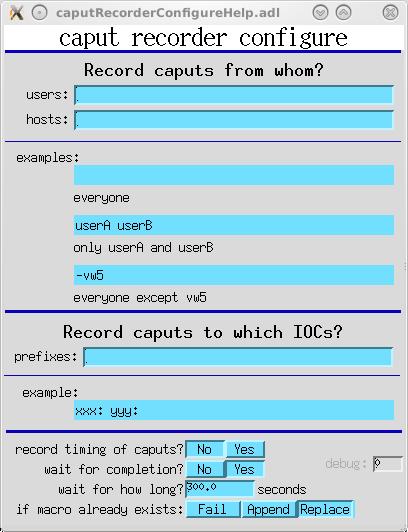 caputRecorderConfigureHelp.adl
caput recorder configure
Record caputs from whom?
users:
hosts:
examples:
everyone
userA userB
only userA and userB
-vw5
everyone except vw5
Record caputs to which IOCs?
prefixes:
example:
xxx: yyy:
record timing of caputs? No Yes
wait for completion? No Yes debug: 0
wait for how long? 300.0 seconds
if macro already exists: Fail Append Replace